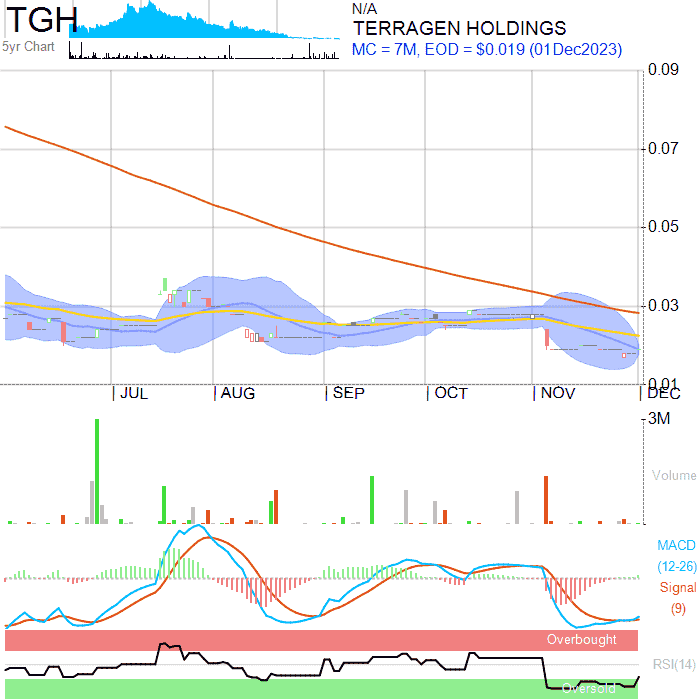 TGH
5yr Chart
N/A
TERRAGEN HOLDINGS
MC = 7M, EOD = $0.019 (01Dec2023)
0.09
0.07
0.05
0.03
0.01
JUL AUG SEP OCT NOV DEC
3M
Volume
MACD
(12-26)
Signal
(9)
Overbought
RSI(14)
Oversold